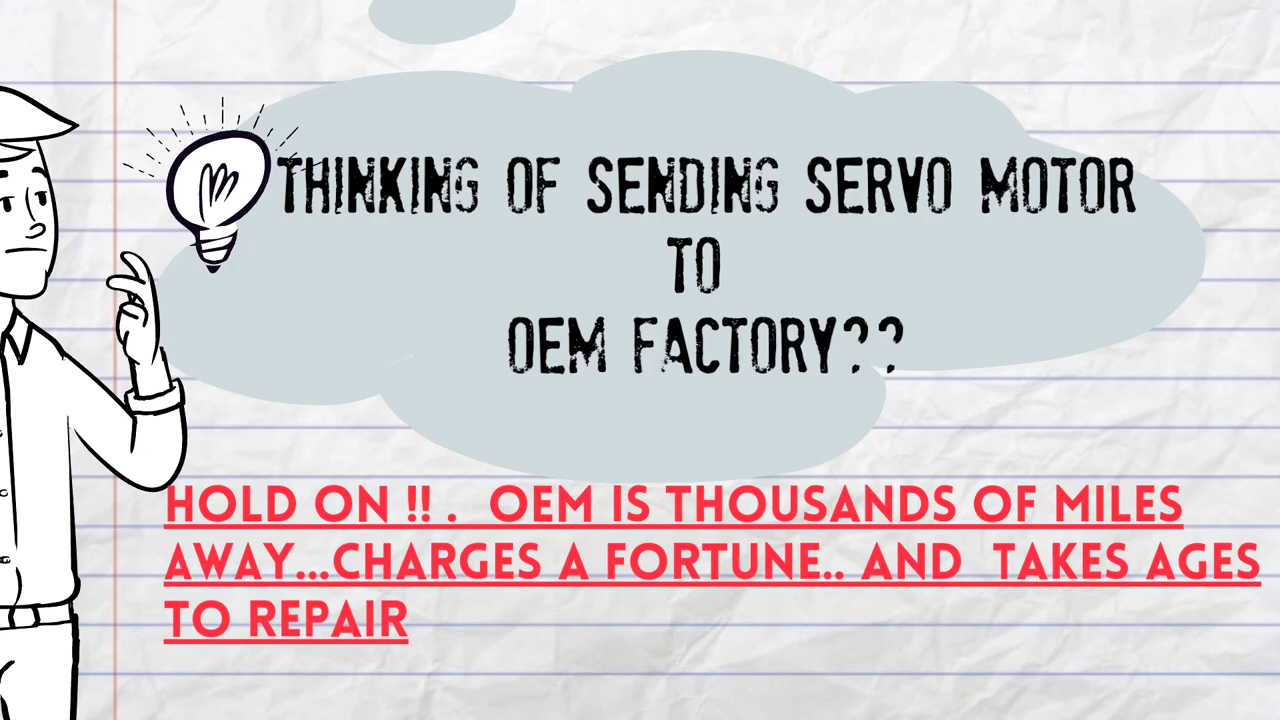 THINKING OF SENDING SERVO MOTOR
TO
OEM FACTORY??
HOLD ON !! .  OEM IS THOUSANDS OF MILES
AWAY...CHARGES A FORTUNE.. AND  TAKES AGES
TO REPAIR